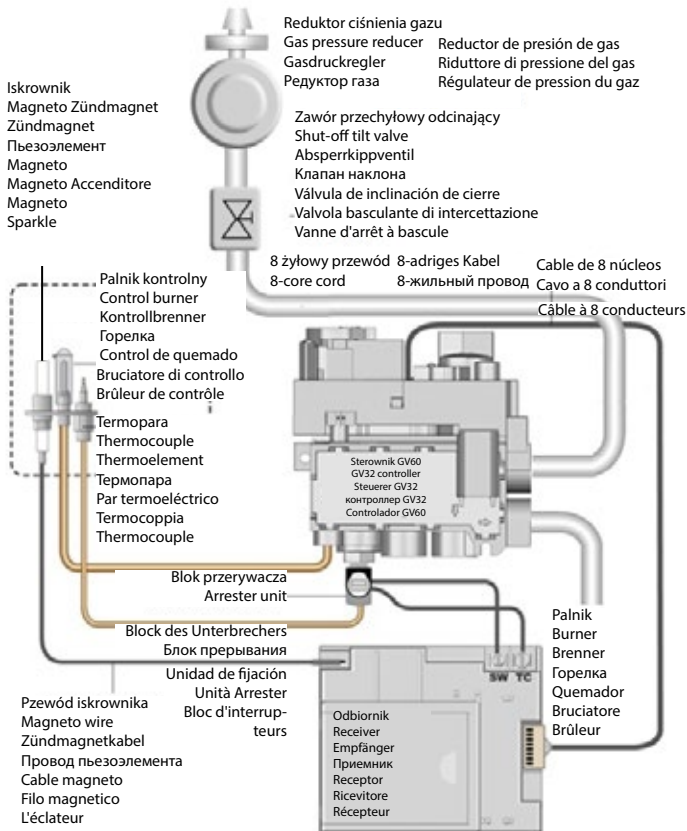 Reduktor ciśnienia gazu
Gas pressure reducer
Gasdruckregler
Редуктор газа
Reductor de presión de gas
Riduttore di pressione del gas
Régulateur de pression du gaz
Iskrownik
Magneto Zündmagnet
Zündmagnet
Пьезоэлемент
Magneto
Magneto Accenditore
Magneto
Sparkle
Zawór przechyłowy odcinający
Shut-off tilt valve
Absperrkippventil
Клапан наклона
Válvula de inclinación de cierre
Valvola basculante di intercettazione
Vanne d'arrêt à bascule
8 żyłowy przewód
8-core cord
8-adriges Kabel
8-жильный провод
Cable de 8 núcleos
Cavo a 8 conduttori
Câble à 8 conducteurs
Palnik kontrolny
Control burner
Kontrollbrenner
Горелка
Control de quemado
Bruciatore di controllo
Brûleur de contrôle
Termopara
Thermocouple
Thermoelement
Термопара
Par termoeléctrico
Termocoppia
Thermocouple
Sterownik GV60
GV32 controller
Steuerer GV32
контроллер GV32
Controlador GV60
Blok przerywacza
Arrester unit
Block des Unterbrechers
Блок прерывания
Unidad de fijación
Unità Arrester
Bloc d'interrup-
teurs
SW TC
Palnik
Burner
Brenner
Горелка
Quemador
Bruciatore
Brûleur
Pzewód iskrownika
Magneto wire
Zündmagnetkabel
Провод пьезоэлемента
Cable magneto
Filo magnetico
L'éclateur
Odbiornik
Receiver
Empfänger
Приемник
Receptor
Ricevitore
Récepteur